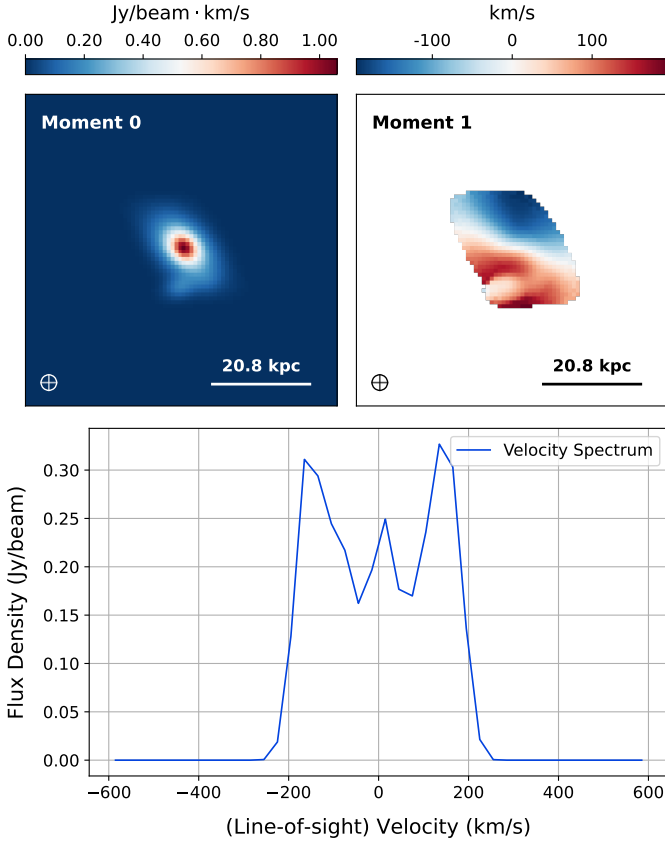 Jy/beam · km/s
km/s
0.00 0.20 0.40 0.60 0.80 1.00
-100 0 100
Moment 0
Moment 1
20.8 kpc
20.8 kpc
Velocity Spectrum
Flux Density (Jy/beam)
0.30
0.25
0.20
0.15
0.10
0.05
0.00
−600 −400 −200 0 200 400 600
(Line-of-sight) Velocity (km/s)